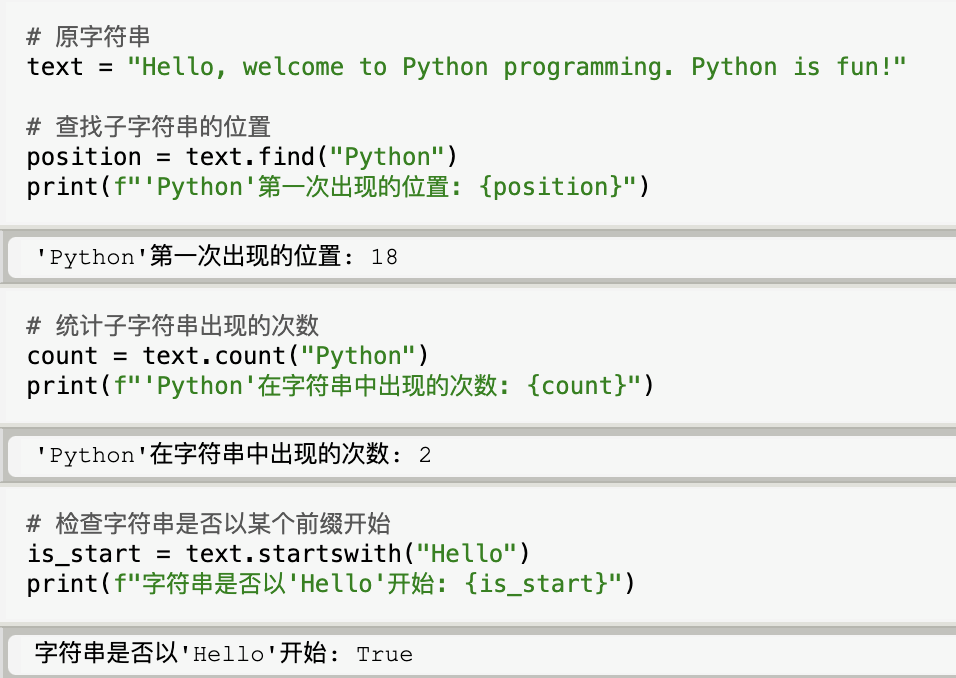 # 原字符串
text = "Hello, welcome to Python programming. Python is fun!"
# 查找子字符串的位置
position = text.find("Python")
print(f"'Python'第一次出现的位置: {position}")
'Python'第一次出现的位置: 18
# 统计子字符串出现的次数
count = text.count("Python")
print(f"'Python'在字符串中出现的次数: {count}")
'Python'在字符串中出现的次数: 2
# 检查字符串是否以某个前缀开始
is_start = text.startswith("Hello")
print(f"字符串是否以'Hello'开始: {is_start}")
字符串是否以'Hello'开始: True